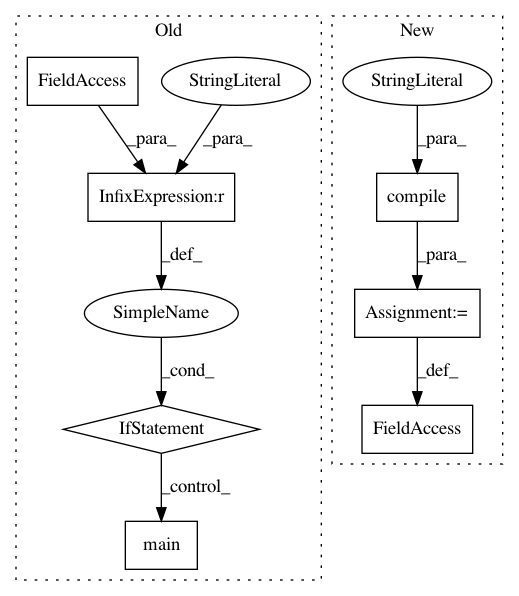 Old
New
FieldAccess
StringLiteral
StringLiteral
_para_
_para_
_para_
InfixExpression:r
compile
_def_
_para_
SimpleName
Assignment:=
_cond_
_def_
IfStatement
FieldAccess
_control_
main